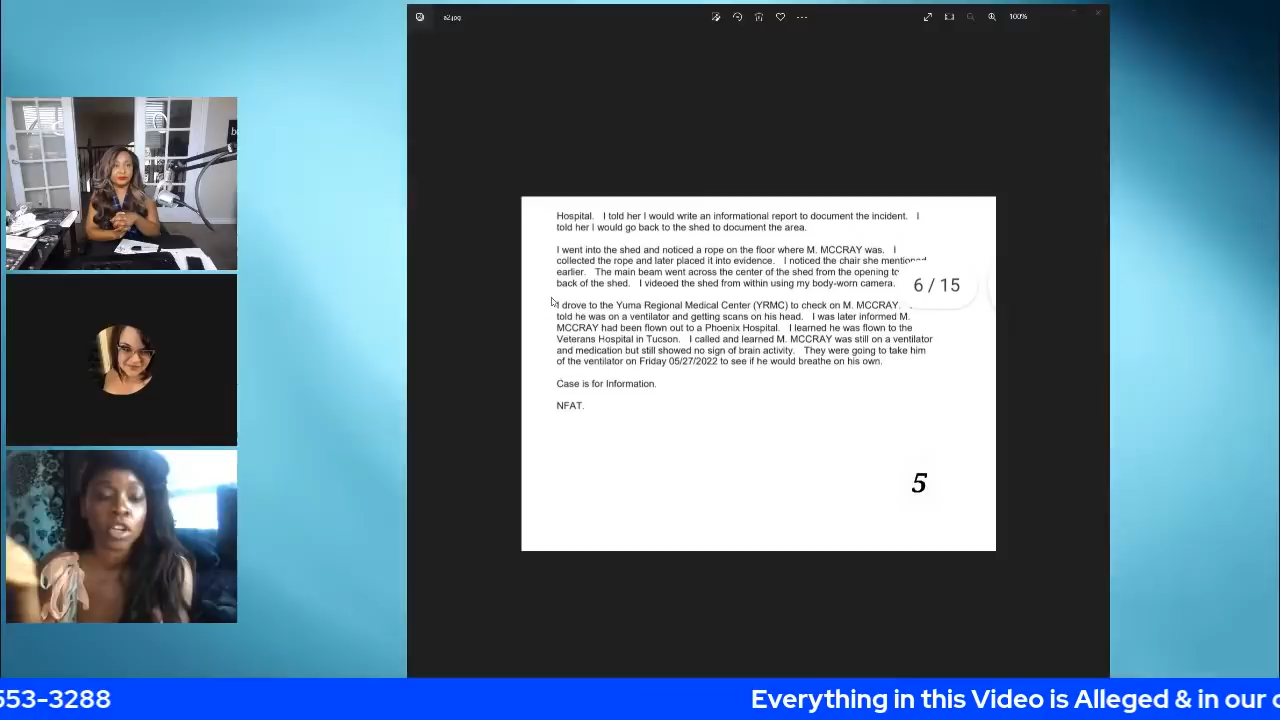 a2.jpg
100%
Hospital. I told her I would write an informational report to document the incident. I
told her I would go back to the shed to document the area.
I went into the shed and noticed a rope on the floor where M. MCCRAY was. I
collected the rope and later placed it into evidence. I noticed the chair she mentioned
earlier. The main beam went across the center of the shed from the opening to
back of the shed. I videoed the shed from within using my body-worn camera.
6 / 15
I drove to the Yuma Regional Medical Center (YRMC) to check on M. MCCRAY.
told he was on a ventilator and getting scans on his head. I was later informed M.
MCCRAY had been flown out to a Phoenix Hospital. I learned he was flown to the
Veterans Hospital in Tucson. I called and learned M. MCCRAY was still on a ventilator
and medication but still showed no sign of brain activity. They were going to take him
of the ventilator on Friday 05/27/2022 to see if he would breathe on his own.
Case is for Information.
NFAT.
5
553-3288
Everything in this Video is Alleged & in our